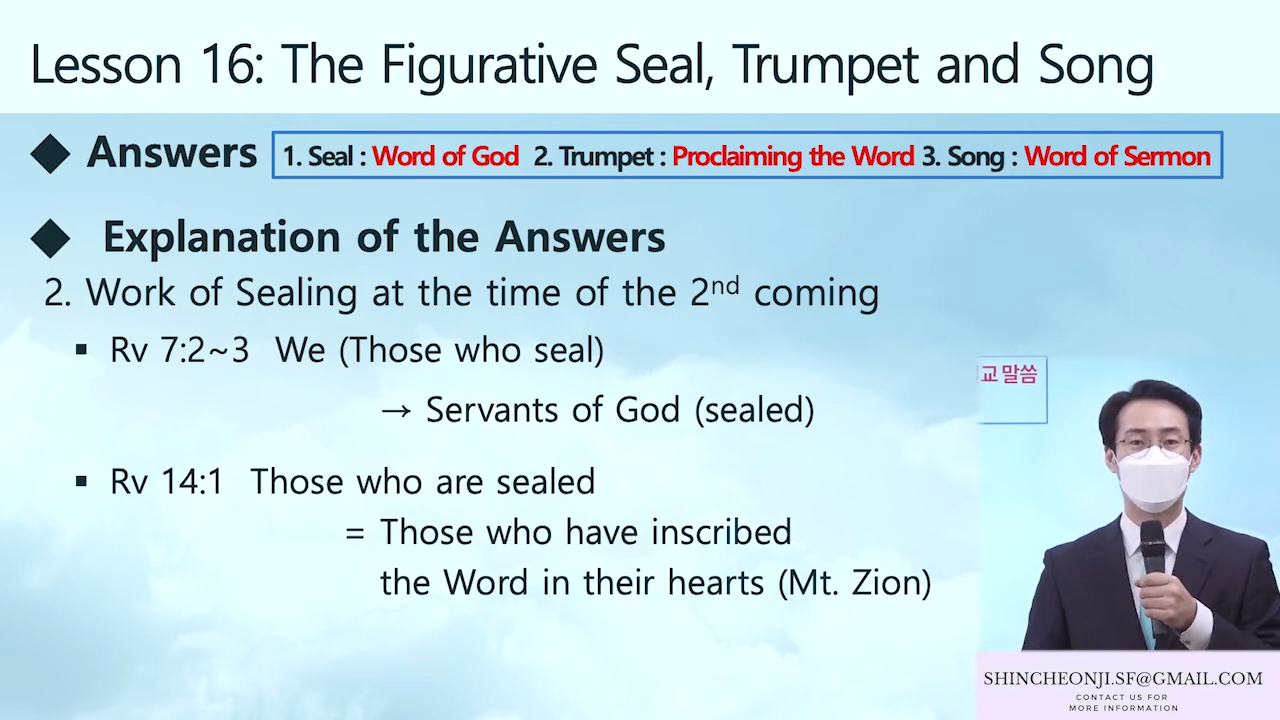 Lesson 16: The Figurative Seal, Trumpet and Song
◆ Answers 1. Seal : Word of God 2. Trumpet : Proclaiming the Word 3. Song : Word of Sermon
◆ Explanation of the Answers
2. Work of Sealing at the time of the 2nd coming
▪ Rv 7:2~3 We (Those who seal)
→ Servants of God (sealed)
▪ Rv 14:1 Those who are sealed
= Those who have inscribed
the Word in their hearts (Mt. Zion)
교 말씀
SHINCHEONJI.SF@GMAIL.COM
CONTACT US FOR
MORE INFORMATION